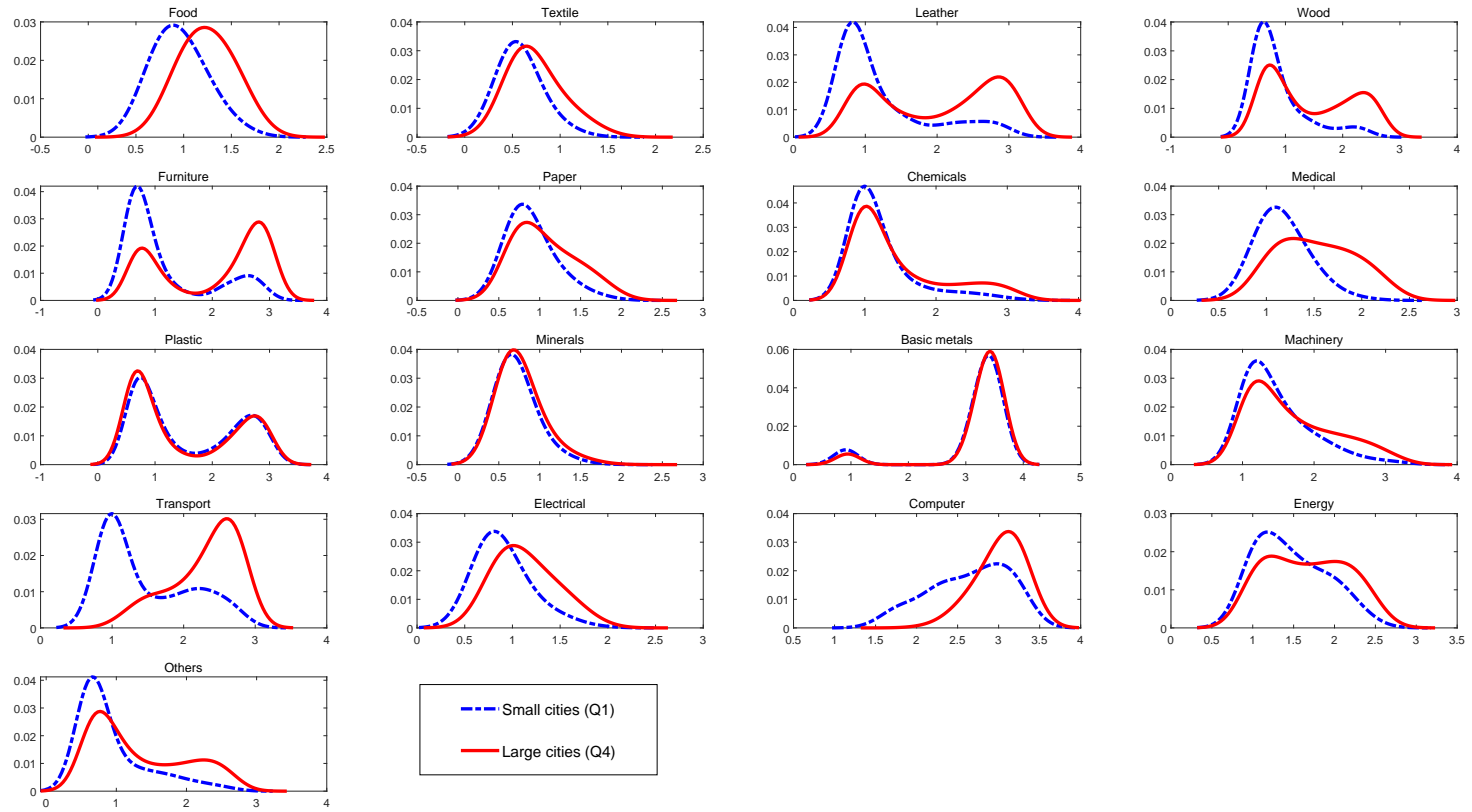 Food
Textile
Leather
Wood
0.03
0.02
0.01
0
-0.5 0 0.5 1 1.5 2 2.5
0.04
0.03
0.02
0.01
0
-0.5 0 0.5 1 1.5 2 2.5
0.04
0.03
0.02
0.01
0
0 1 2 3 4
0.04
0.03
0.02
0.01
0
-1 0 1 2 3 4
Furniture
Paper
Chemicals
Medical
0.04
0.03
0.02
0.01
0
-1 0 1 2 3 4
0.04
0.03
0.02
0.01
0
-0.5 0 0.5 1 1.5 2 2.5 3
0.04
0.03
0.02
0.01
0
0 1 2 3 4
0.04
0.03
0.02
0.01
0
0 0.5 1 1.5 2 2.5 3
Plastic
Minerals
Basic metals
Machinery
0.04
0.03
0.02
0.01
0
-1 0 1 2 3 4
0.04
0.03
0.02
0.01
0
-0.5 0 0.5 1 1.5 2 2.5 3
0.06
0.04
0.02
0
0 1 2 3 4 5
0.04
0.03
0.02
0.01
0
0 1 2 3 4
Transport
Electrical
Computer
Energy
0.03
0.02
0.01
0
0 1 2 3 4
0.04
0.03
0.02
0.01
0
0 0.5 1 1.5 2 2.5 3
0.04
0.03
0.02
0.01
0
0.5 1 1.5 2 2.5 3 3.5 4
0.03
0.02
0.01
0
0 0.5 1 1.5 2 2.5 3 3.5
Others
0.04
0.03
0.02
0.01
0
0 1 2 3 4
Small cities (Q1)
Large cities (Q4)